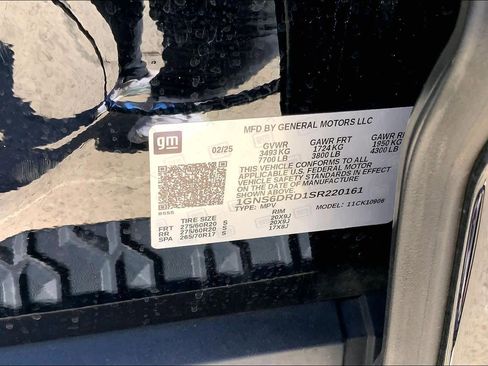 gm
MFD BY GENERAL MOTORS LLC
02/25 GVWR GAWR FRT GAWR RR
3493 KG 1724 KG 1950 KG
7700 LB 3800 LB 4300 LB
THIS VEHICLE CONFORMS TO ALL
APPLICABLE U.S. FEDERAL MOTOR
VEHICLE SAFETY STANDARDS IN EFFECT
ON THE DATE OF MANUFACTURE
SHOWN ABOVE.
1GNS6DRD1SR220161
TYPE: MPV MODEL: 11CK10906
TIRE SIZE RIM
FRT 275/60R20 S 20X9J
RR 275/60R20 S 20X9J
SPA 265/70R17 S 17X8J